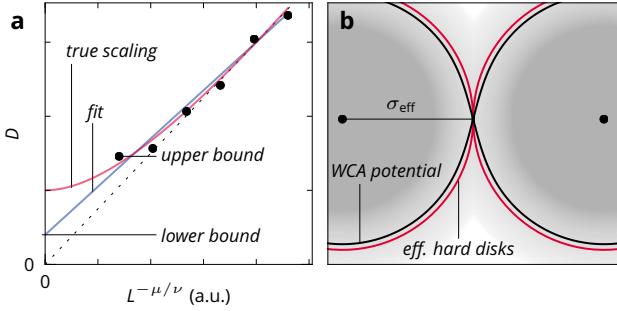 a
true scaling
fit
D
upper bound
lower bound
0
0
L^{−μ/ν} (a.u.)
b
σ_eff
WCA potential
eff. hard disks